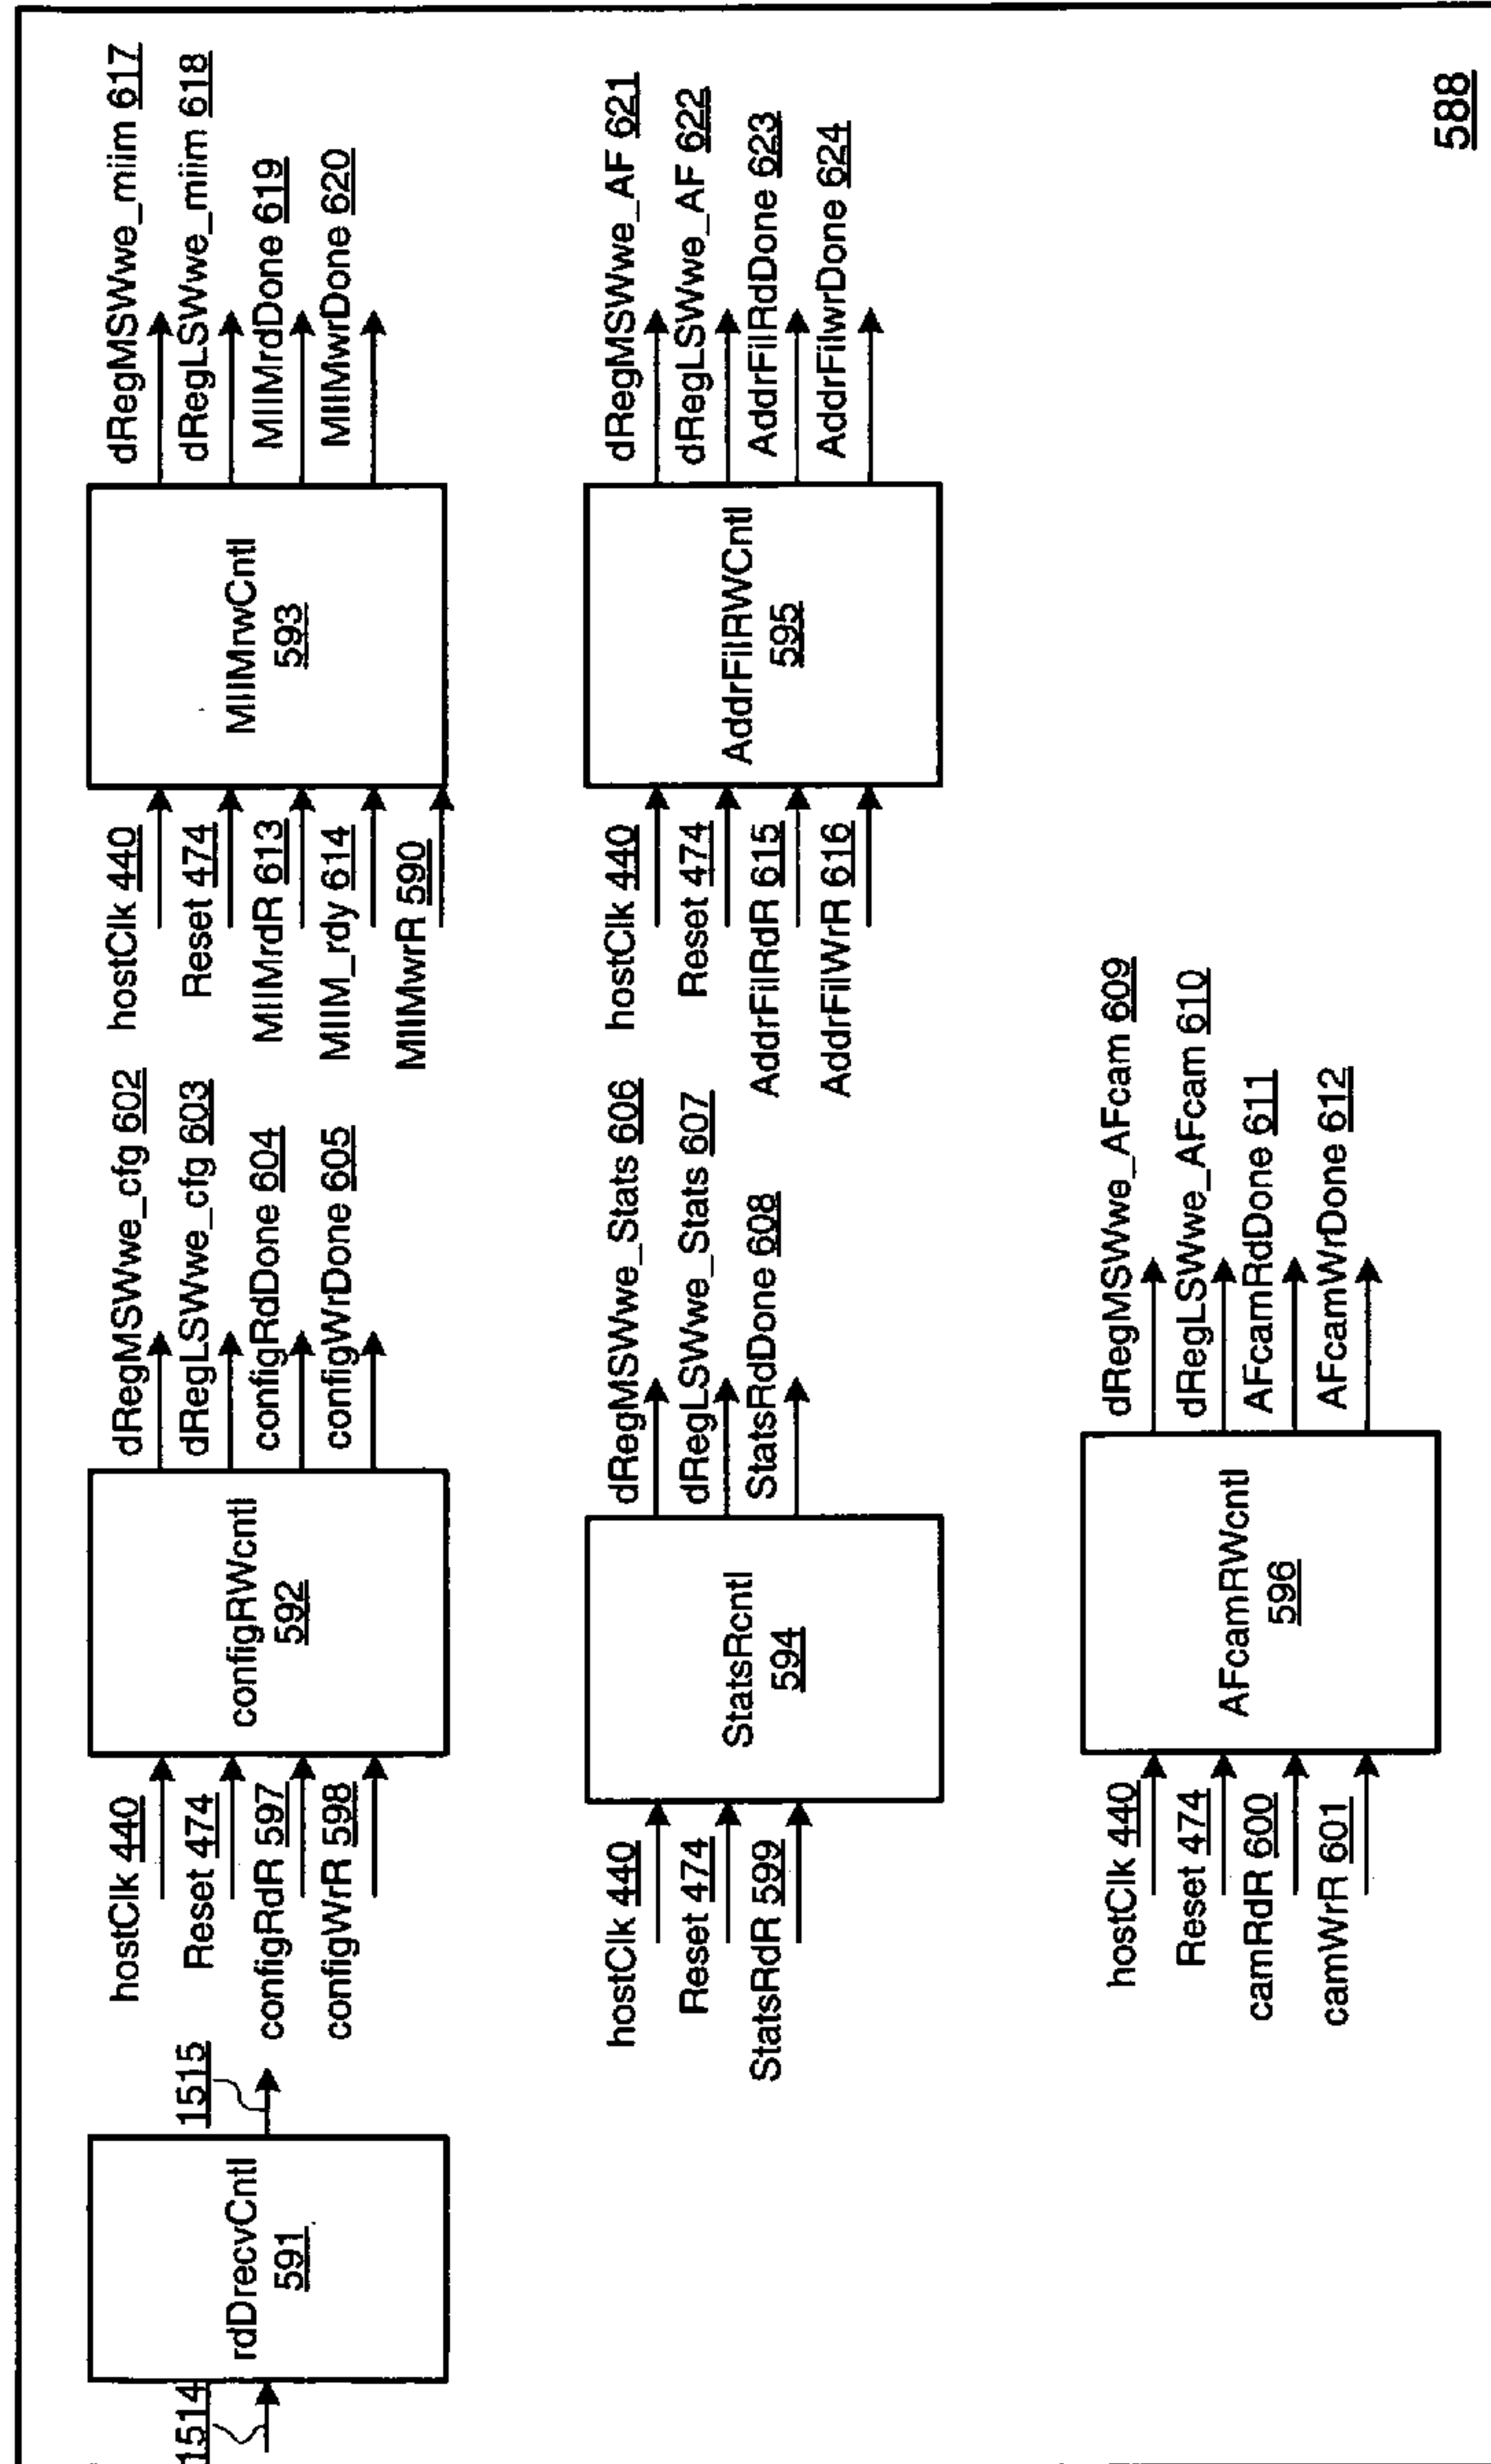 1514
rdDrecvCntl
591
1515
hostClk 440
Reset 474
configRdR 597
configWrR 598
configRWcntl
592
dRegMSWwe_cfg 602
dRegLSWwe_cfg 603
configRdDone 604
configWrDone 605
hostClk 440
Reset 474
MIIMrdR 613
MIIM_rdy 614
MIIMwrR 590
MIIMrwCntl
593
dRegMSWwe_miim 617
dRegLSWwe_miim 618
MIIMrdDone 619
MIIMwrDone 620
hostClk 440
Reset 474
StatsRdR 599
StatsRcntl
594
dRegMSWwe_Stats 606
dRegLSWwe_Stats 607
StatsRdDone 608
hostClk 440
Reset 474
AddrFilRdR 615
AddrFilWrR 616
AddrFilRWCntl
595
dRegMSWwe_AF 621
dRegLSWwe_AF 622
AddrFilRdDone 623
AddrFilwrDone 624
hostClk 440
Reset 474
camRdR 600
camWrR 601
AFcamRWcntl
596
dRegMSWwe_AFcam 609
dRegLSWwe_AFcam 610
AFcamRdDone 611
AFcamWrDone 612
588